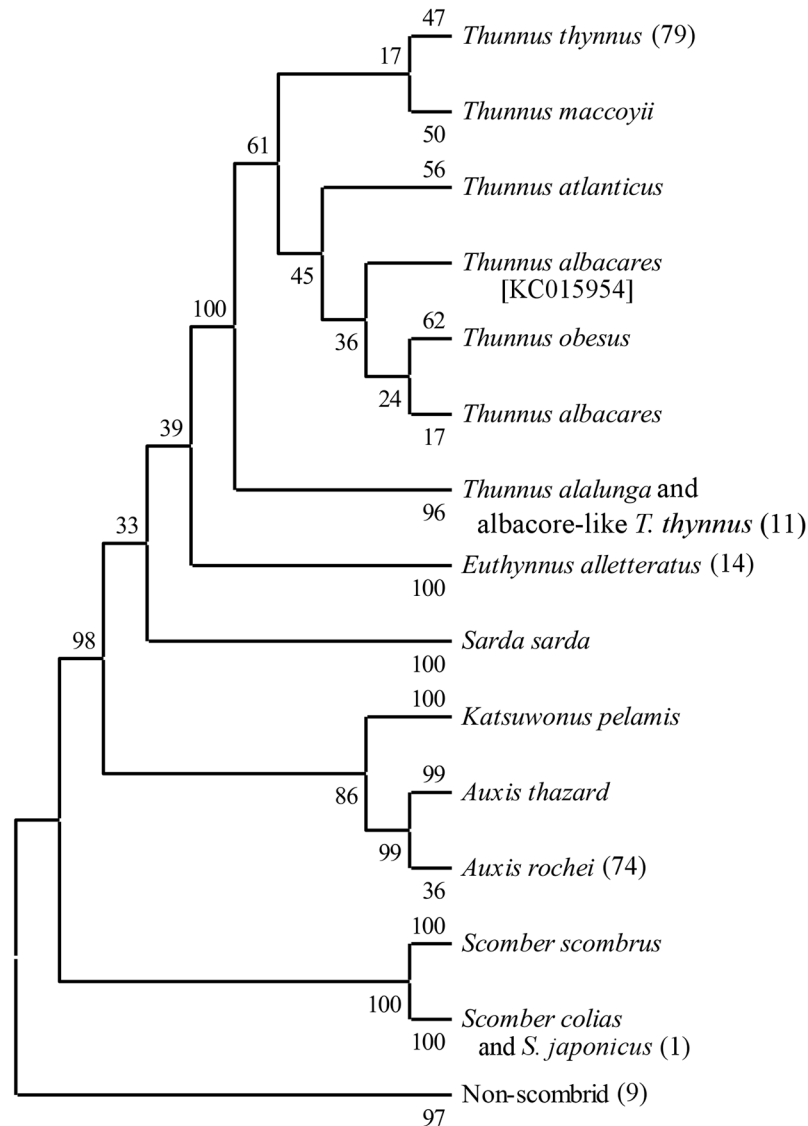 47
Thunnus thynnus (79)
17
Thunnus maccoyii
50
61
56
Thunnus atlanticus
45
Thunnus albacares
[KC015954]
100
62
36
Thunnus obesus
24
39
Thunnus albacares
17
Thunnus alalunga and
96
albacore-like T. thynnus (11)
33
Euthynnus alletteratus (14)
100
98
Sarda sarda
100
100
Katsuwonus pelamis
86
99
Auxis thazard
99
Auxis rochei (74)
36
100
Scomber scombrus
100
Scomber colias
100
and S. japonicus (1)
Non-scombrid (9)
97